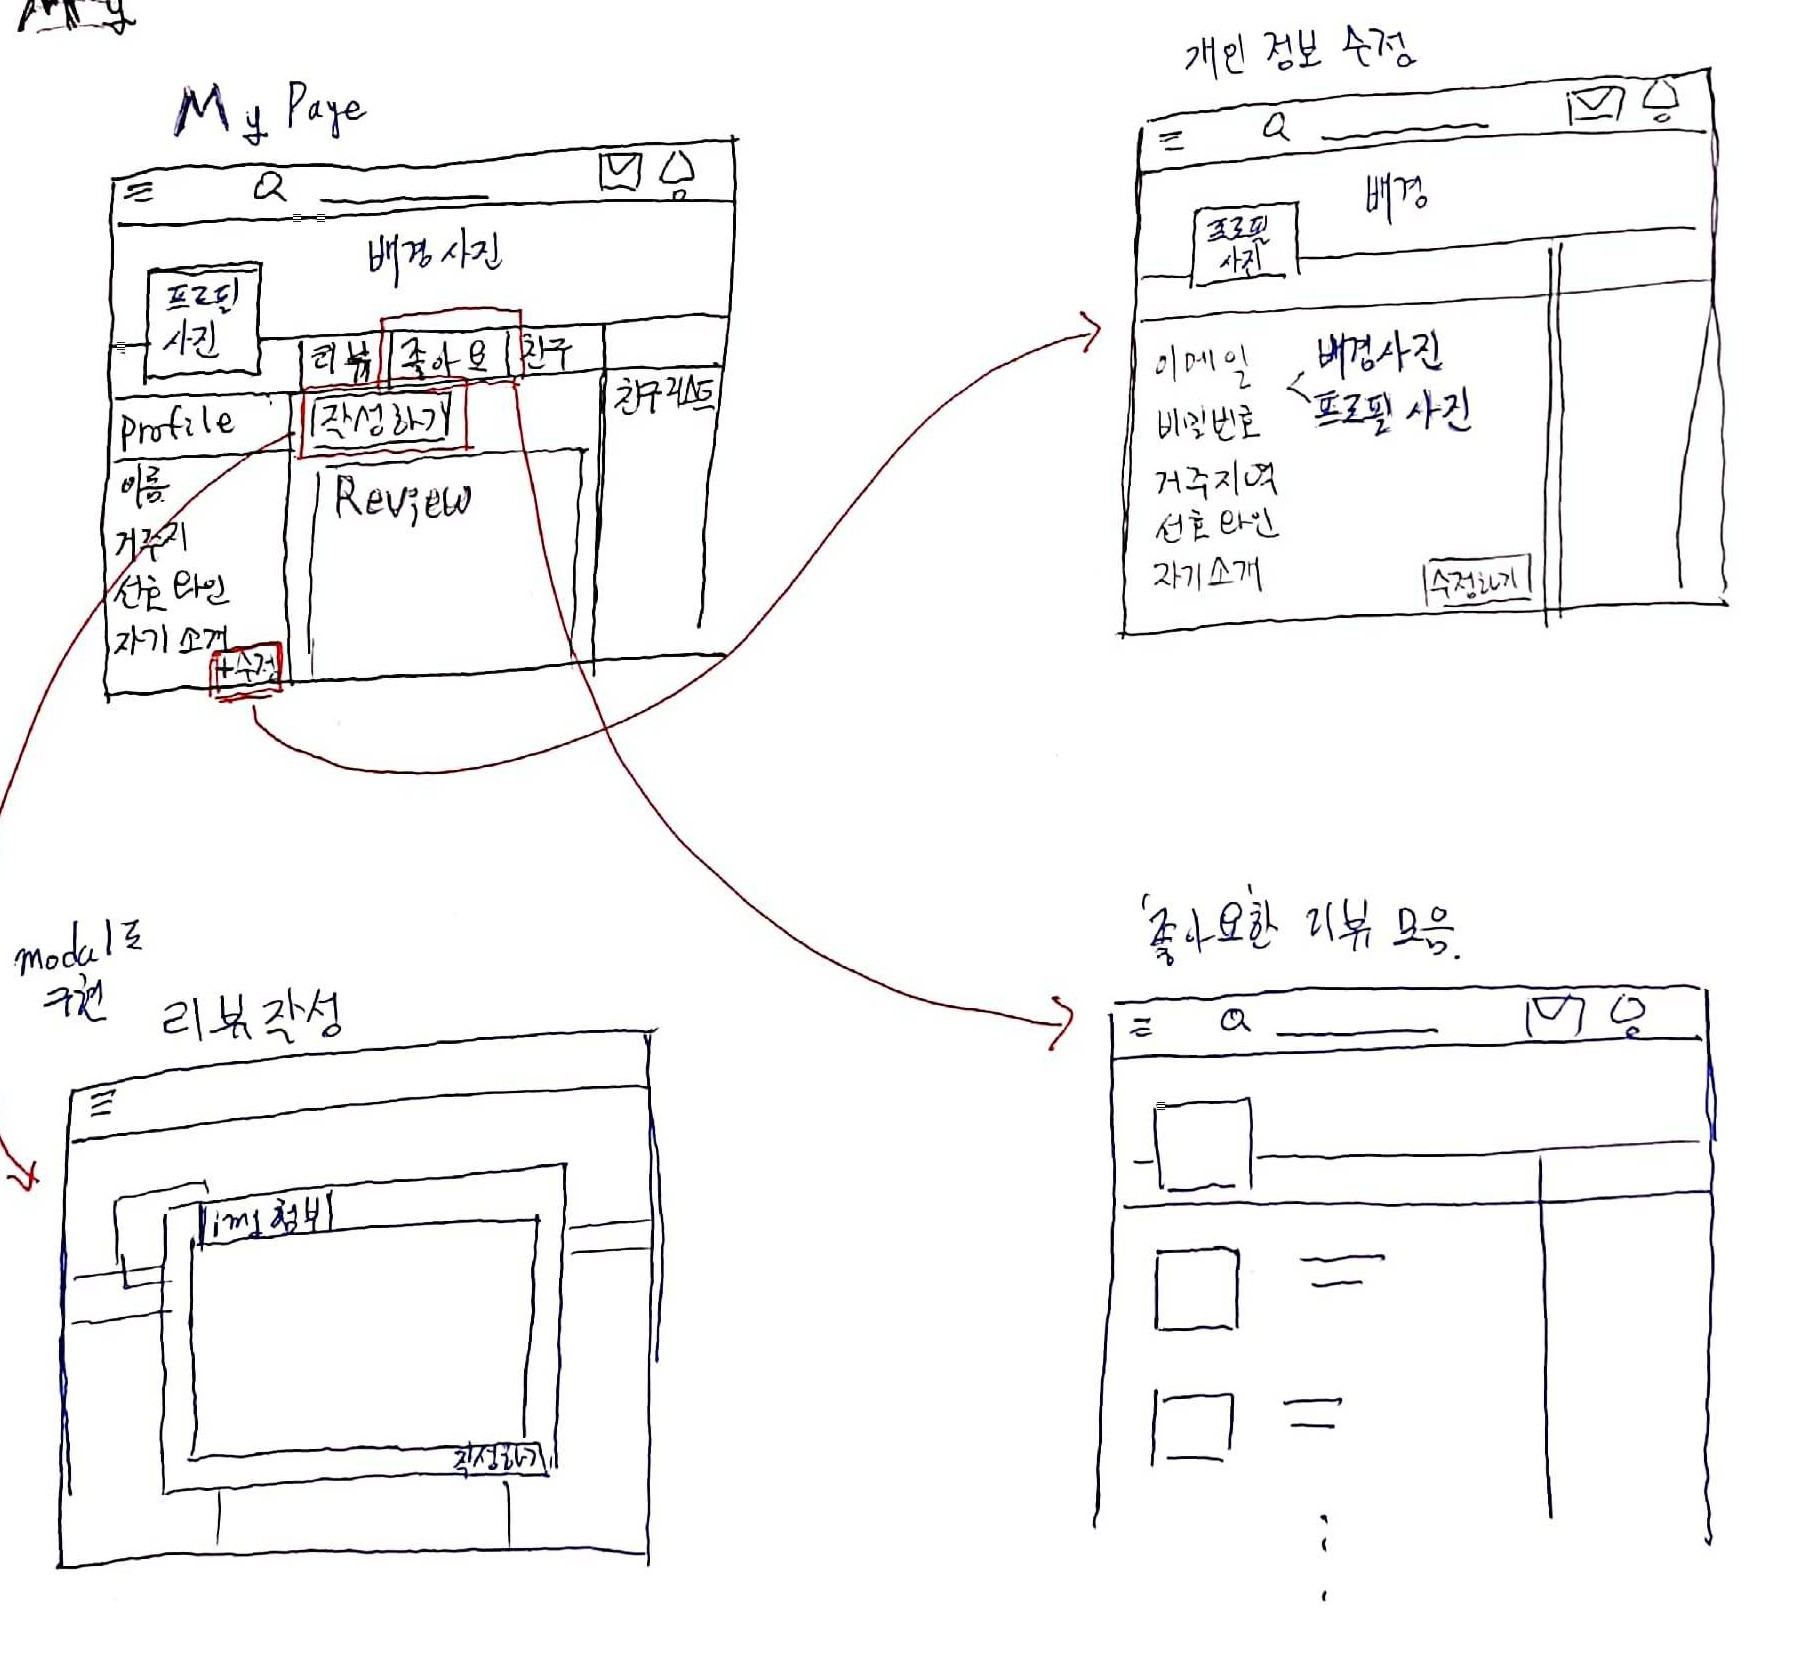 My Page
배경 사진
프로필
사진
리뷰 좋아요 친구
친구리스트
Profile
작성하기
이름
Review
거주지
선호 와인
자기 소개
+수정
개인 정보 수정
배경
프로필
사진
이메일
배경사진
비밀번호
프로필 사진
거주지역
선호 와인
자기소개
수정하기
modal로
구현
리뷰 작성
img 첨부
작성하기
'좋아요'한 리뷰 모음.